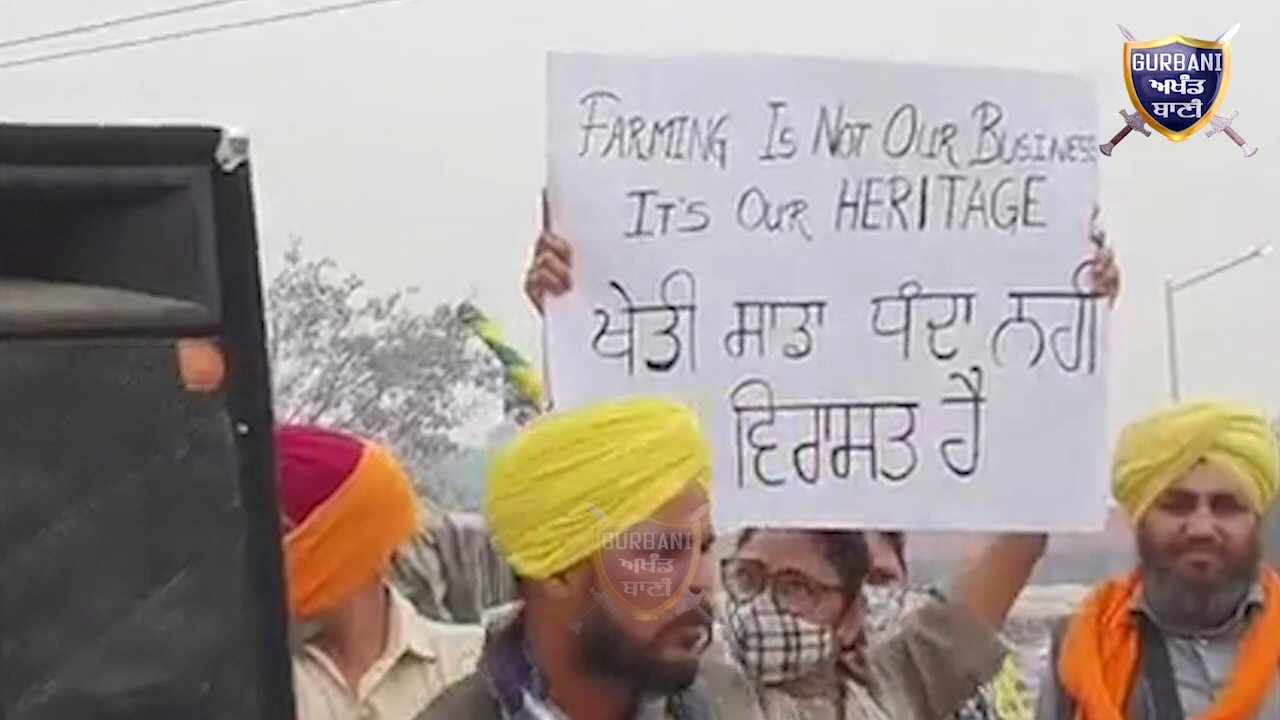 FARMING IS NOT OUR BUSINESS
IT'S OUR HERITAGE
ਖੇਤੀ ਸਾਡਾ ਧੰਦਾ ਨਹੀਂ
ਵਿਰਾਸਤ ਹੈ
GURBANI
ਅਖੰਡ
ਬਾਣੀ
GURBANI
ਅਖੰਡ
ਬਾਣੀ